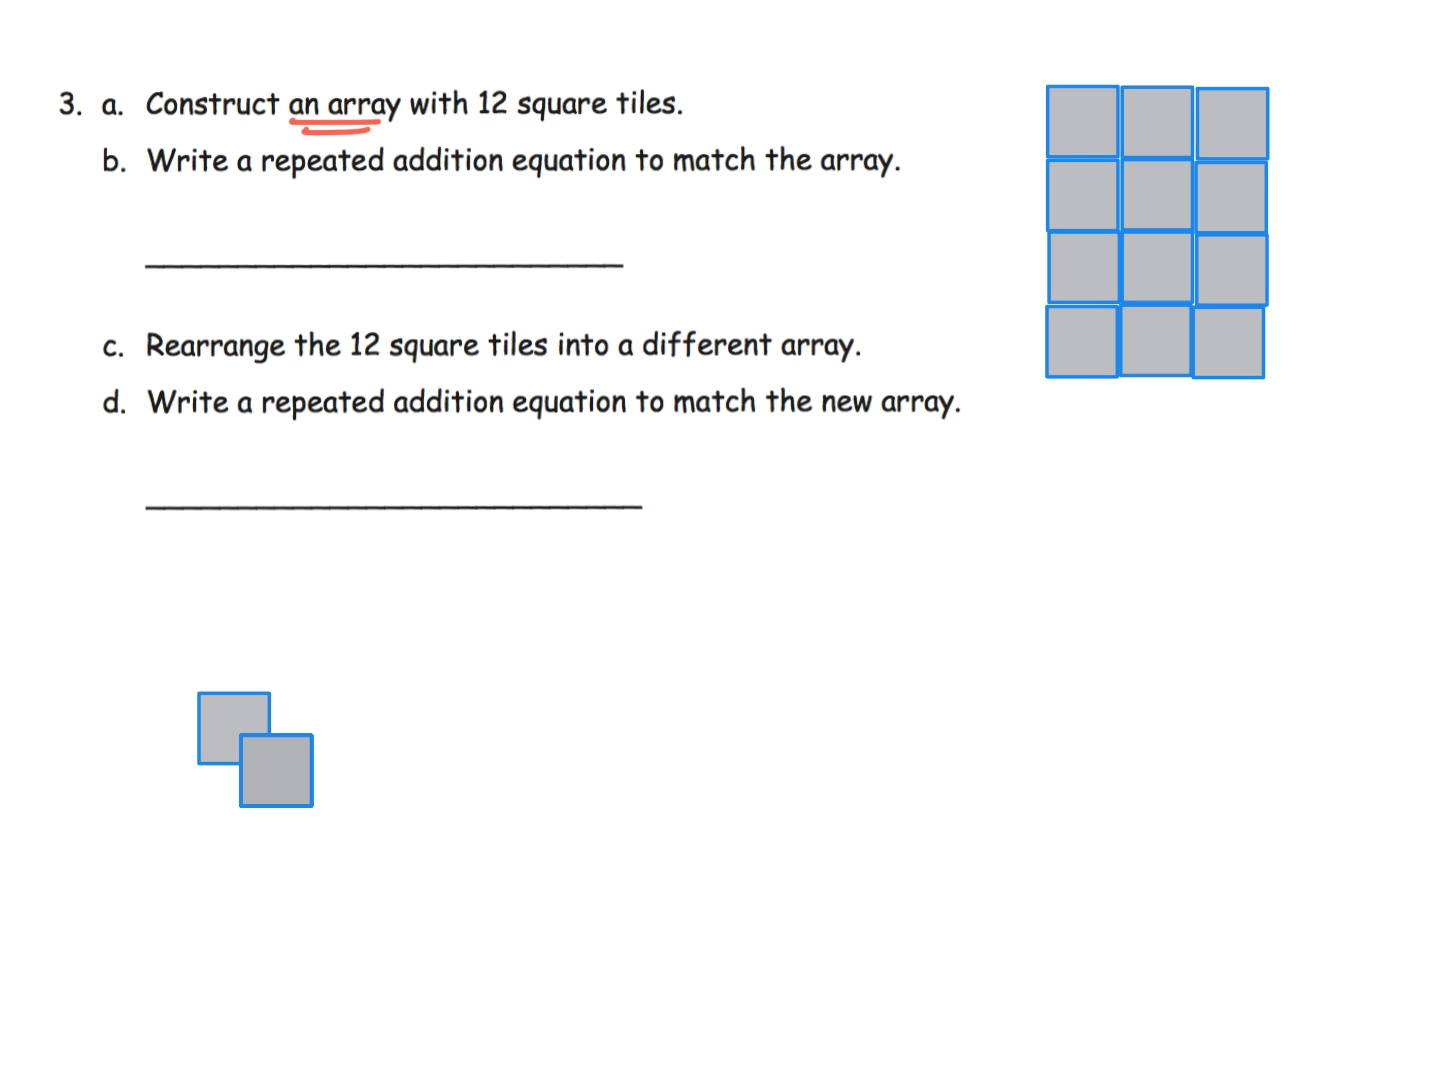 3. a. Construct an array with 12 square tiles.
b. Write a repeated addition equation to match the array.
c. Rearrange the 12 square tiles into a different array.
d. Write a repeated addition equation to match the new array.